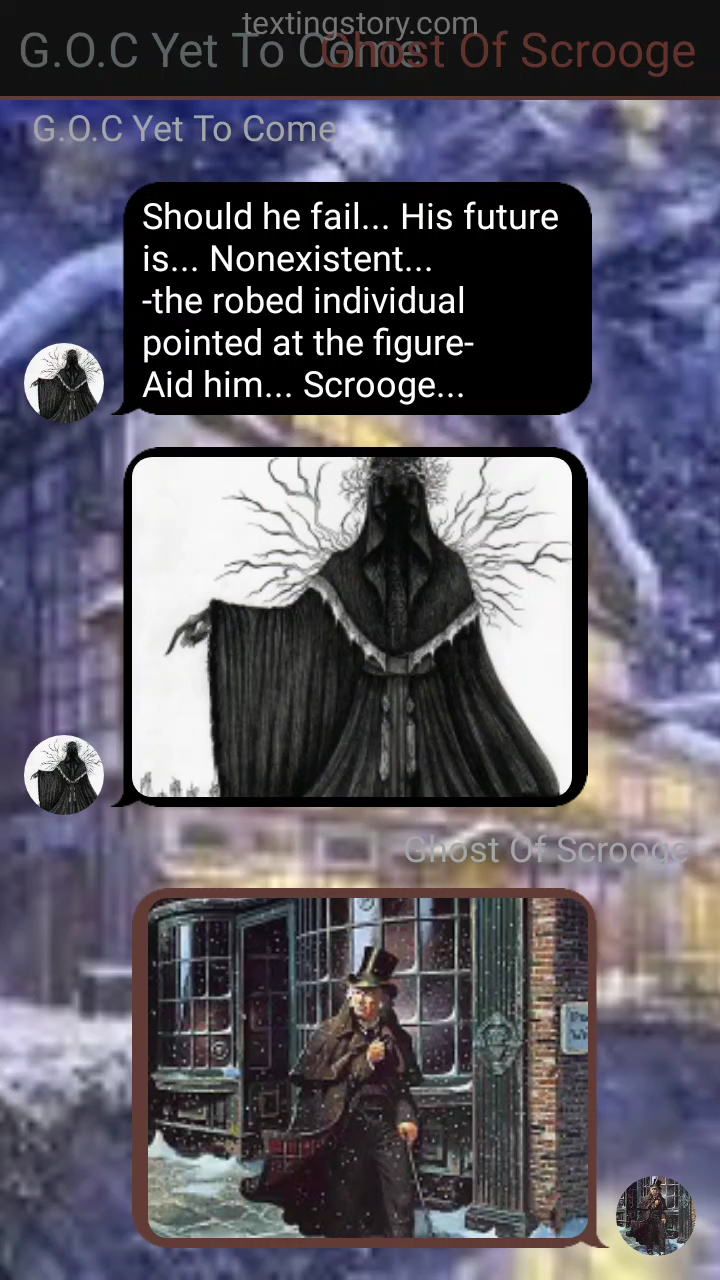 textingstory.com
G.O.C Yet To Come
Ghost Of Scrooge
G.O.C Yet To Come
Should he fail... His future
is... Nonexistent...
-the robed individual
pointed at the figure-
Aid him... Scrooge...
Ghost Of Scrooge